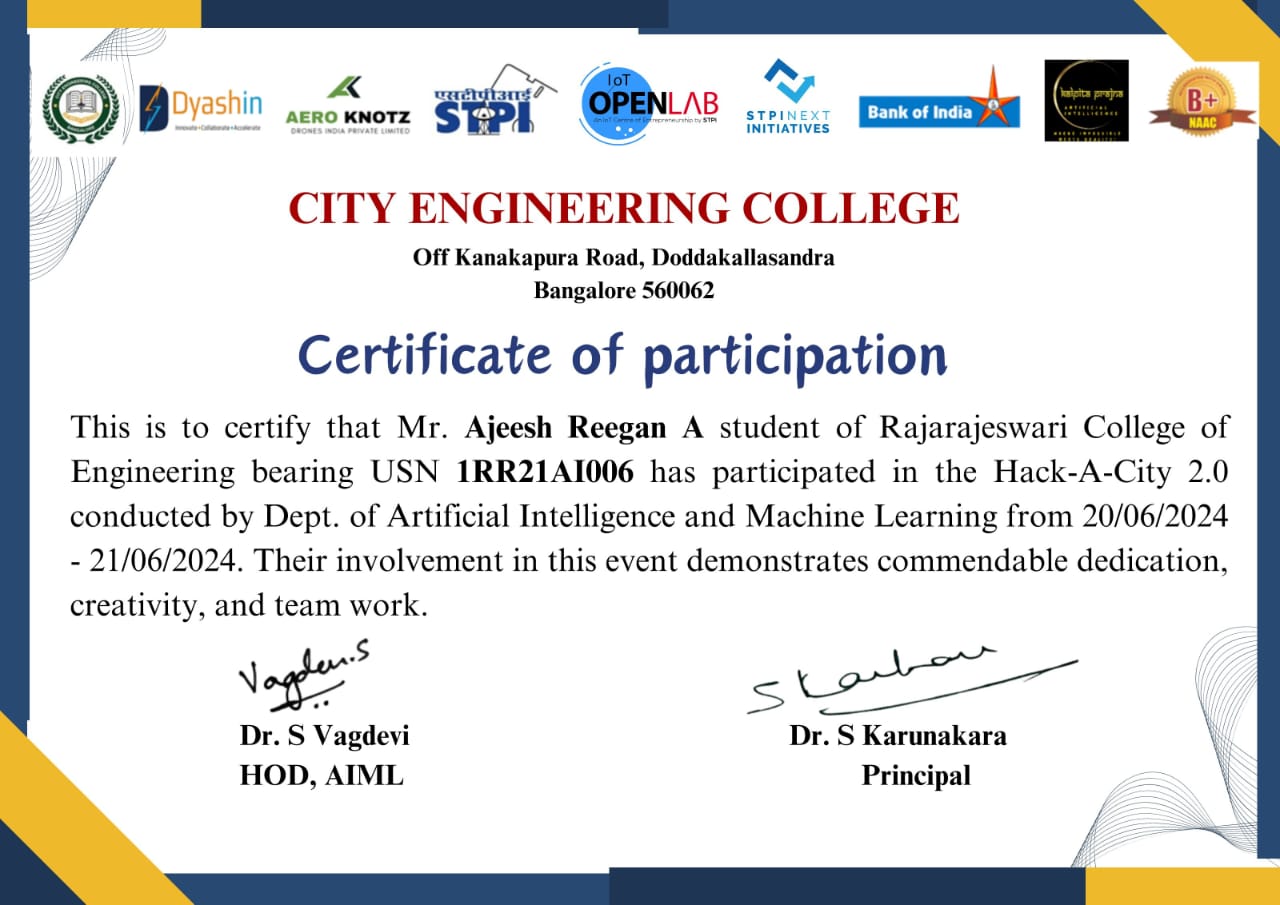 Dyashin
Innovate•Collaborate•Accelerate
AERO KNOTZ
DRONES INDIA PRIVATE LIMITED
एसटीपीआई
STPI
IoT
OPENLAB
An IoT Centre of Entrepreneurship by STPI
STPINEXT
INITIATIVES
Bank of India
kalpita prajna
ARTIFICIAL
INTELLIGENCE
B+
NAAC
CITY ENGINEERING COLLEGE
Off Kanakapura Road, Doddakallasandra
Bangalore 560062
Certificate of participation
This is to certify that Mr. Ajeesh Reegan A student of Rajarajeswari College of
Engineering bearing USN 1RR21AI006 has participated in the Hack-A-City 2.0
conducted by Dept. of Artificial Intelligence and Machine Learning from 20/06/2024
- 21/06/2024. Their involvement in this event demonstrates commendable dedication,
creativity, and team work.
Vagdevi.S
Dr. S Vagdevi
HOD, AIML
Dr. S Karunakara
Principal